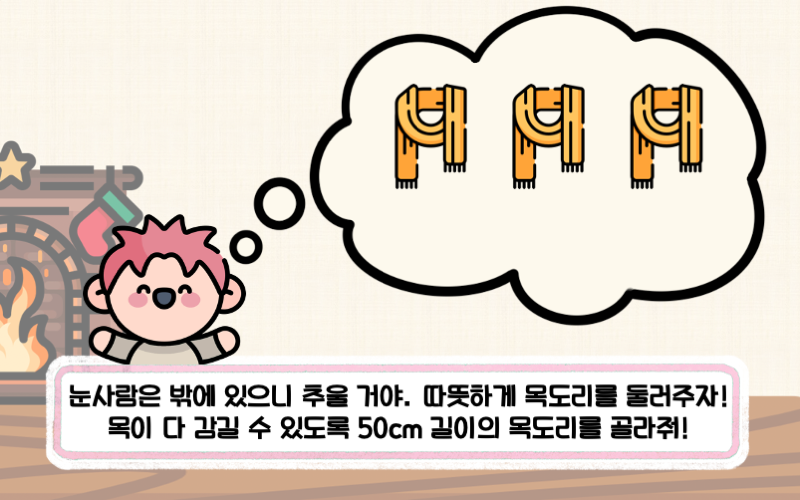 눈사람은 밖에 있으니 추울 거야. 따뜻하게 목도리를 둘러주자!
목이 다 감길 수 있도록 50cm 길이의 목도리를 골라줘!